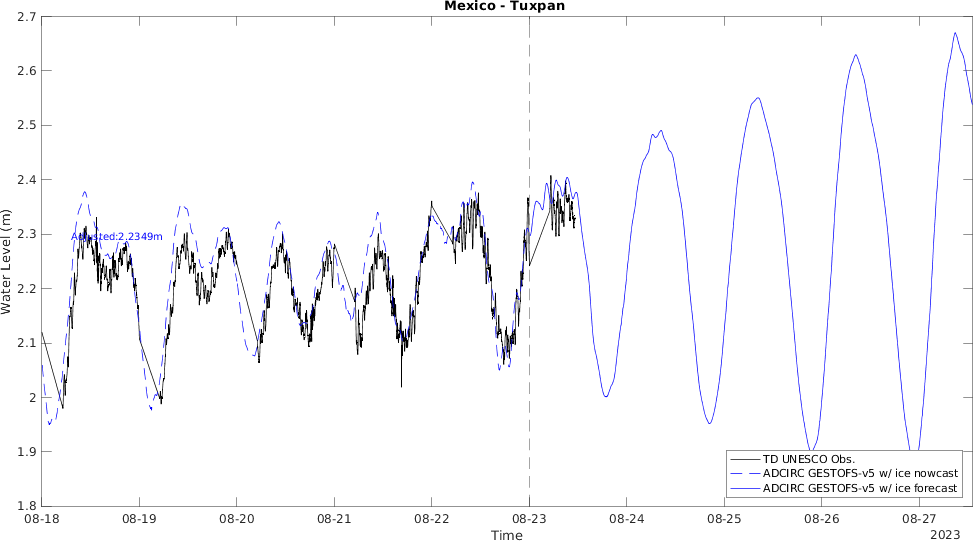 Mexico - Tuxpan
2.7
2.6
2.5
2.4
2.3
2.2
2.1
2
1.9
1.8
Water Level (m)
Adjusted:2.2349m
TD UNESCO Obs.
ADCIRC GESTOFS-v5 w/ ice nowcast
ADCIRC GESTOFS-v5 w/ ice forecast
08-18 08-19 08-20 08-21 08-22 08-23 08-24 08-25 08-26 08-27
Time
2023